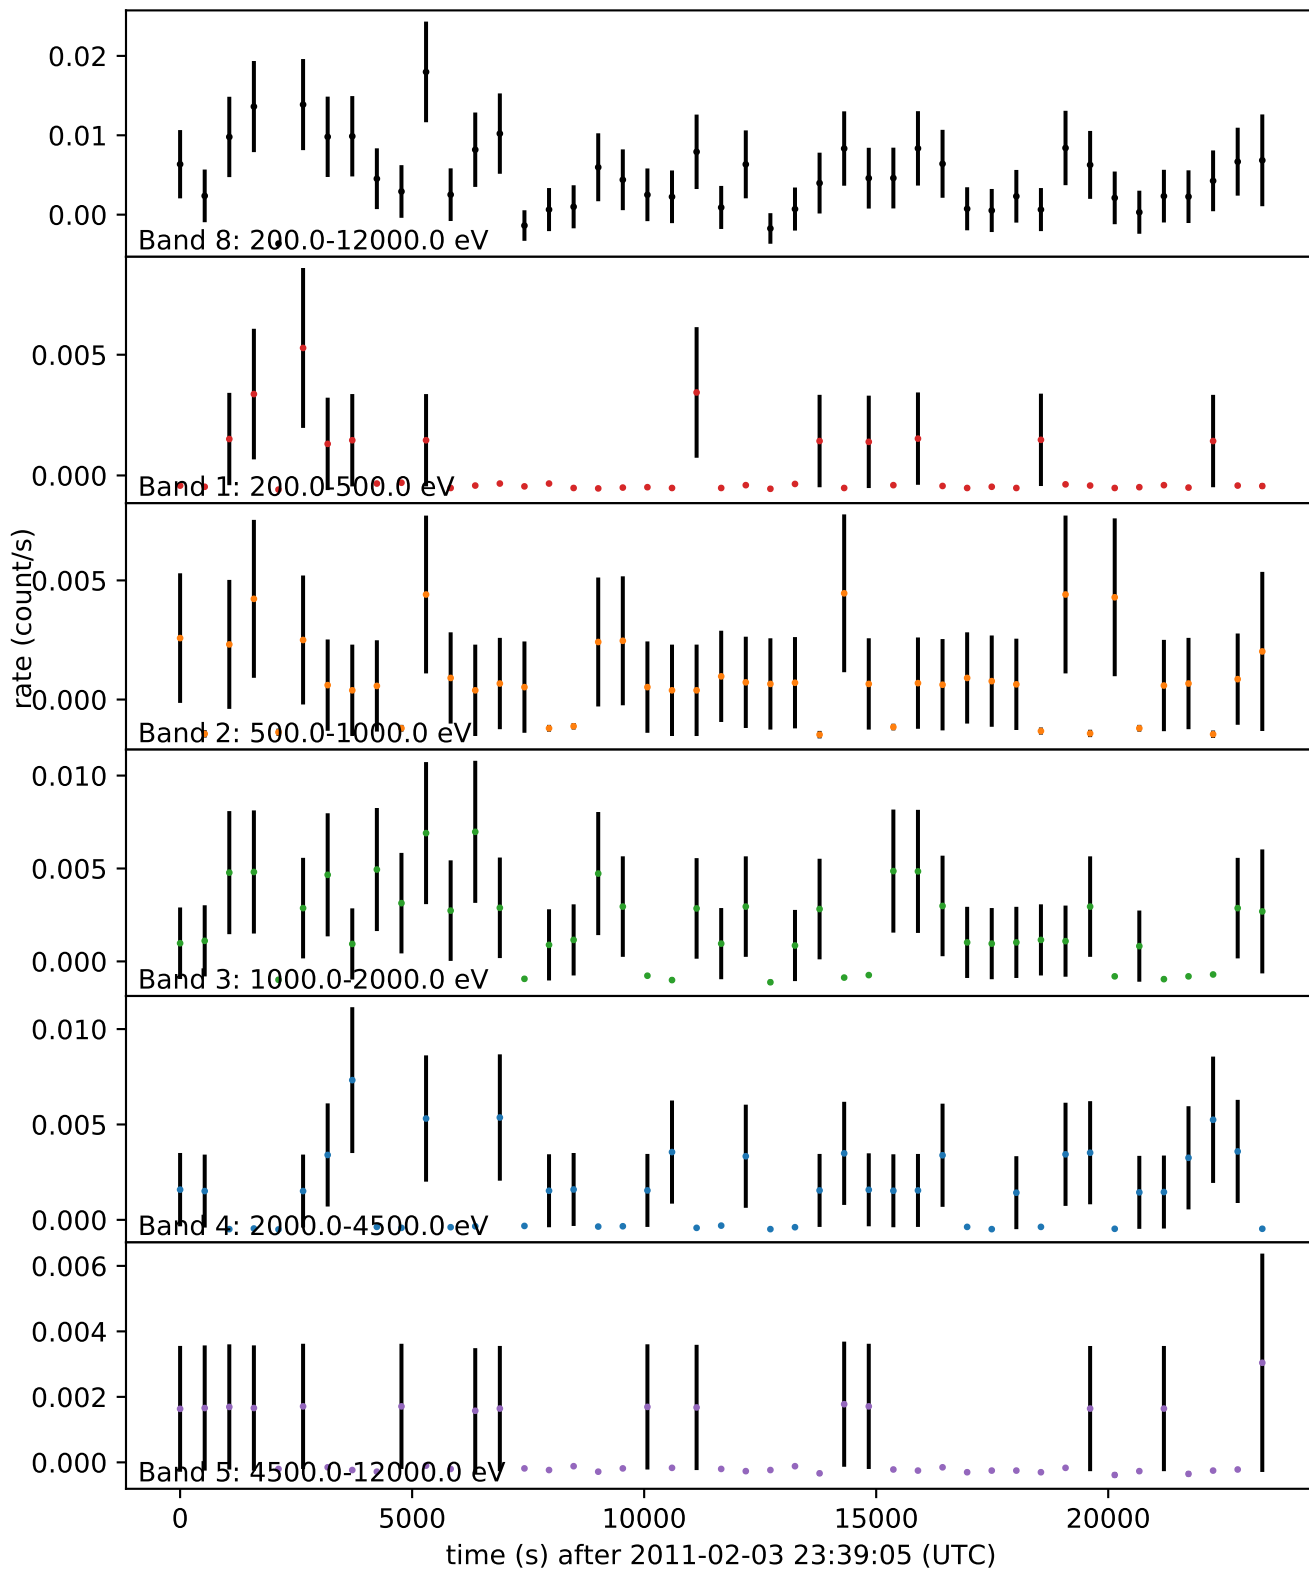 0.02
0.01
0.00
Band 8: 200.0-12000.0 eV
0.005
0.000
Band 1: 200.0-500.0 eV
rate (count/s)
0.005
0.000
Band 2: 500.0-1000.0 eV
0.010
0.005
0.000
Band 3: 1000.0-2000.0 eV
0.010
0.005
0.000
Band 4: 2000.0-4500.0 eV
0.006
0.004
0.002
0.000
Band 5: 4500.0-12000.0 eV
0 5000 10000 15000 20000
time (s) after 2011-02-03 23:39:05 (UTC)